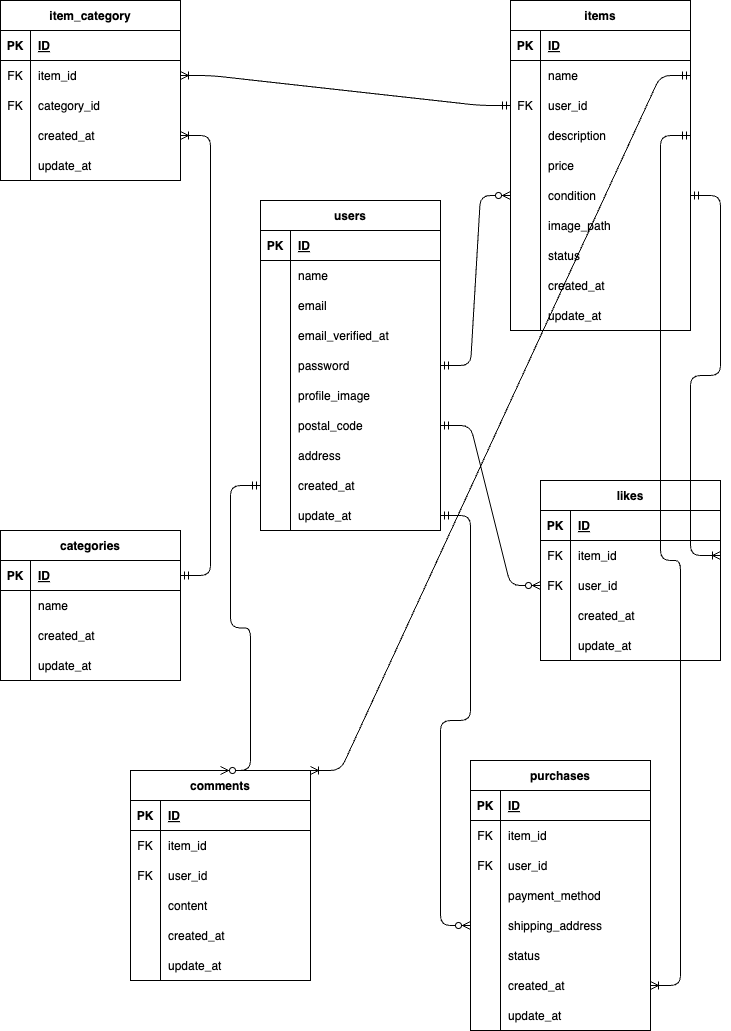 item_category
PK ID
FK item_id
FK category_id
created_at
update_at
items
PK ID
name
FK user_id
description
price
condition
image_path
status
created_at
update_at
users
PK ID
name
email
email_verified_at
password
profile_image
postal_code
address
created_at
update_at
categories
PK ID
name
created_at
update_at
likes
PK ID
FK item_id
FK user_id
created_at
update_at
comments
PK ID
FK item_id
FK user_id
content
created_at
update_at
purchases
PK ID
FK item_id
FK user_id
payment_method
shipping_address
status
created_at
update_at